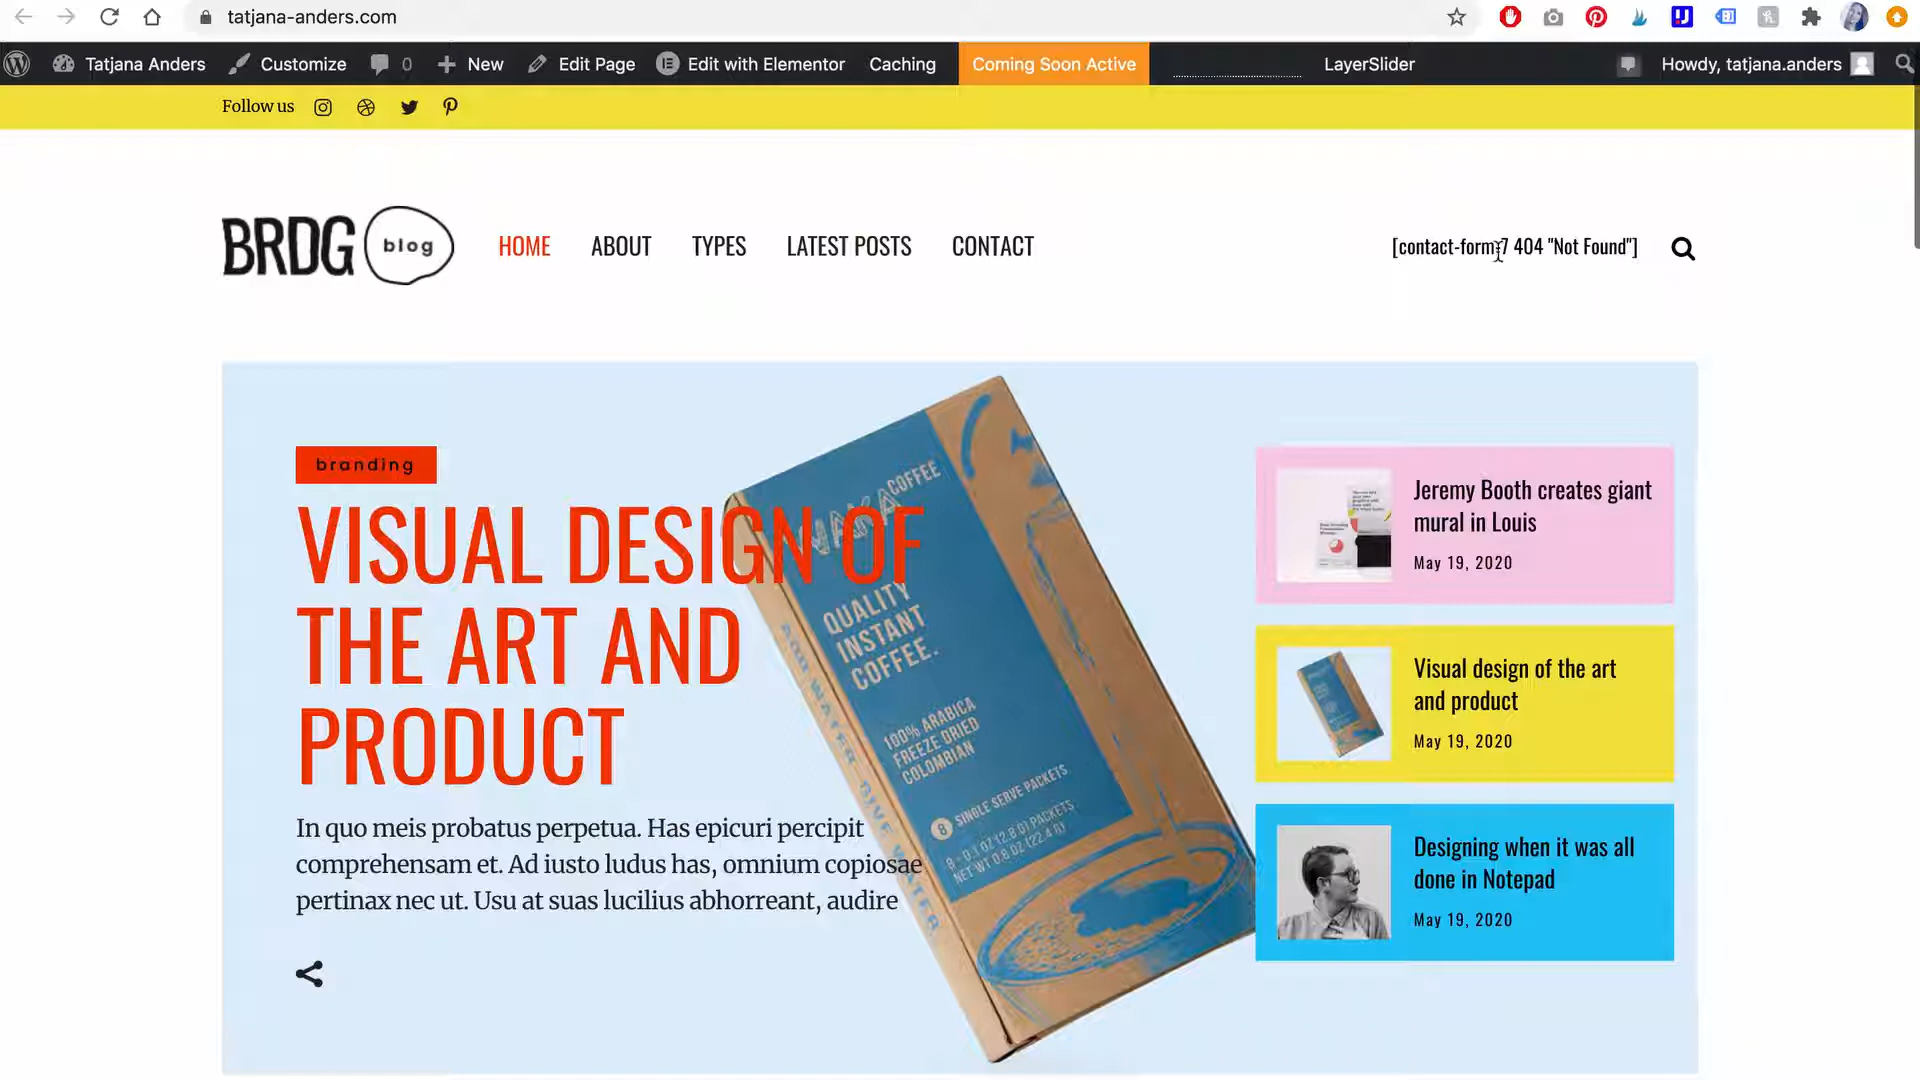 tatjana-anders.com
Tatjana Anders Customize 0 New Edit Page Edit with Elementor Caching Coming Soon Active LayerSlider Howdy, tatjana.anders
Follow us
BRDG blog HOME ABOUT TYPES LATEST POSTS CONTACT [contact-form-7 404 "Not Found"]
branding
VISUAL DESIGN OF
THE ART AND
PRODUCT
In quo meis probatus perpetua. Has epicuri percipit
comprehensam et. Ad iusto ludus has, omnium copiosae
pertinax nec ut. Usu at suas lucilius abhorreant, audire
WAKA COFFEE
QUALITY
INSTANT
COFFEE.
100% ARABICA
FREEZE DRIED
COLOMBIAN
8 SINGLE SERVE PACKETS
8 - 0.1 OZ (2.8 G) PACKETS
NET WT 0.8 OZ (22.4 G)
ADD WATER. GIVE WATER
Jeremy Booth creates giant
mural in Louis
May 19, 2020
Visual design of the art
and product
May 19, 2020
Designing when it was all
done in Notepad
May 19, 2020